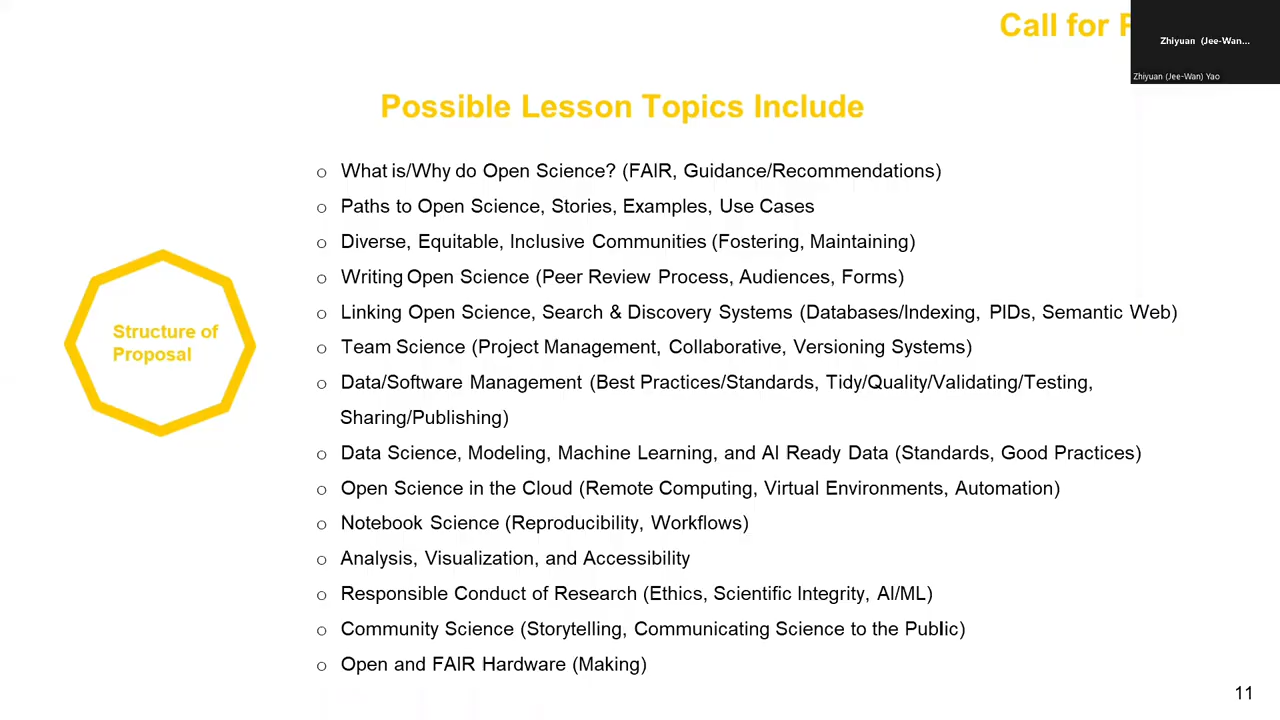 Call for
Zhiyuan (Jee-Wan...
Zhiyuan (Jee-Wan) Yao
Possible Lesson Topics Include
o What is/Why do Open Science? (FAIR, Guidance/Recommendations)
o Paths to Open Science, Stories, Examples, Use Cases
o Diverse, Equitable, Inclusive Communities (Fostering, Maintaining)
o Writing Open Science (Peer Review Process, Audiences, Forms)
o Linking Open Science, Search & Discovery Systems (Databases/Indexing, PIDs, Semantic Web)
o Team Science (Project Management, Collaborative, Versioning Systems)
o Data/Software Management (Best Practices/Standards, Tidy/Quality/Validating/Testing,
Sharing/Publishing)
o Data Science, Modeling, Machine Learning, and AI Ready Data (Standards, Good Practices)
o Open Science in the Cloud (Remote Computing, Virtual Environments, Automation)
o Notebook Science (Reproducibility, Workflows)
o Analysis, Visualization, and Accessibility
o Responsible Conduct of Research (Ethics, Scientific Integrity, AI/ML)
o Community Science (Storytelling, Communicating Science to the Public)
o Open and FAIR Hardware (Making)
Structure of
Proposal
11